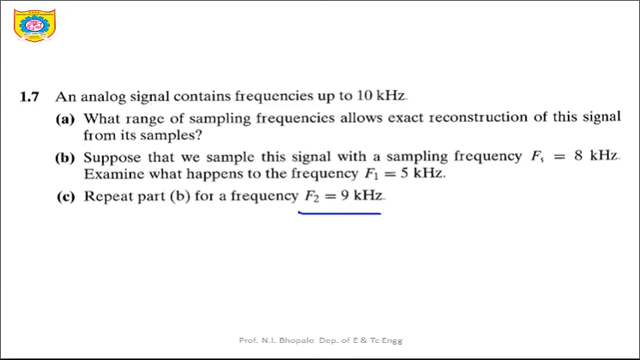 1.7 An analog signal contains frequencies up to 10 kHz.
(a) What range of sampling frequencies allows exact reconstruction of this signal
from its samples?
(b) Suppose that we sample this signal with a sampling frequency Fs = 8 kHz.
Examine what happens to the frequency F1 = 5 kHz.
(c) Repeat part (b) for a frequency F2 = 9 kHz.
Prof. N.I. Bhopale Dep. of E & Tc Engg